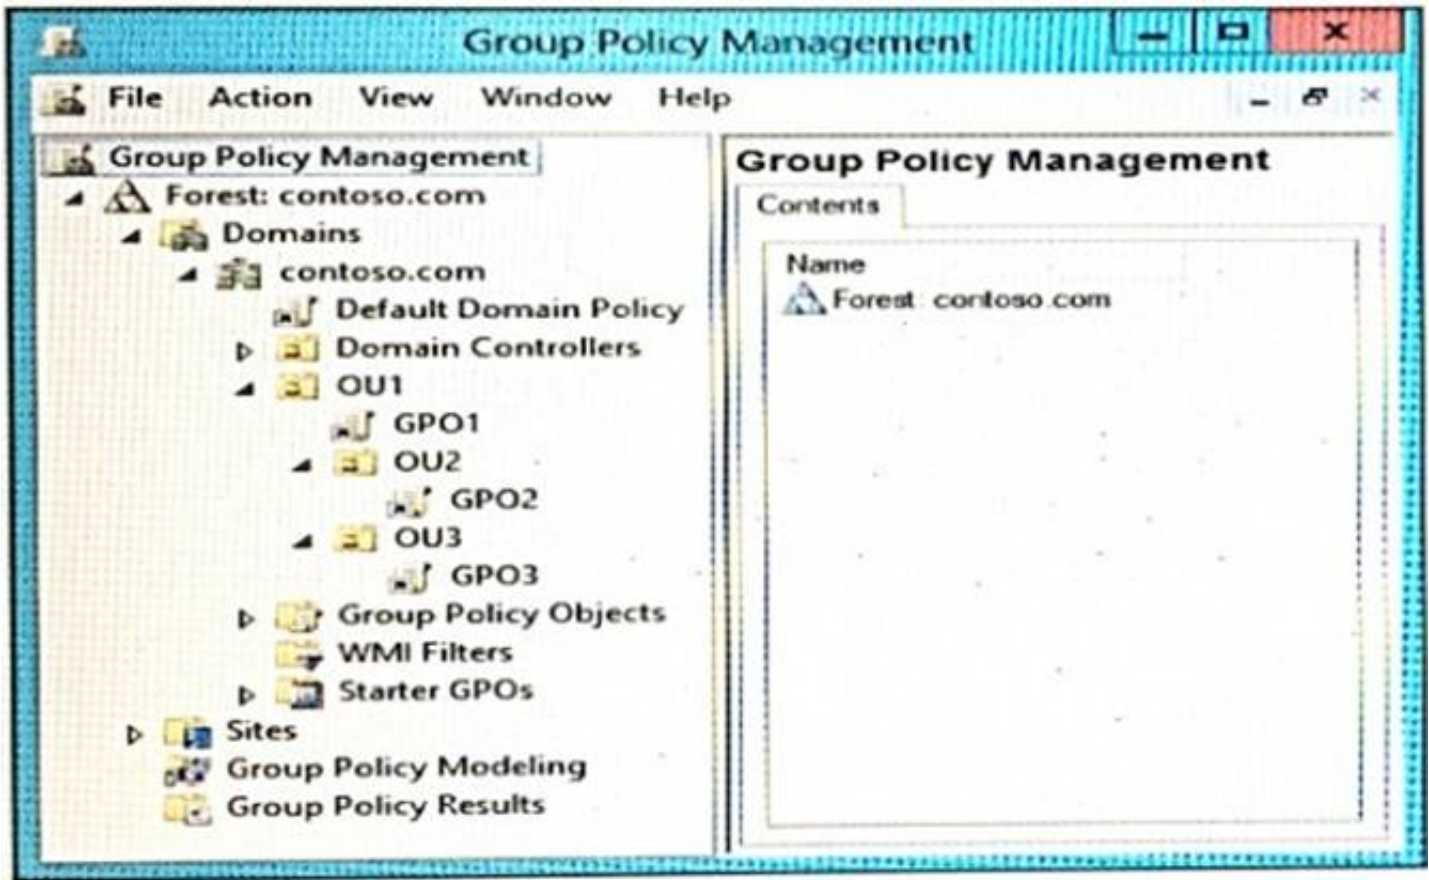 Group Policy Management
File Action View Window Help
Group Policy Management
Forest: contoso.com
Domains
contoso.com
Default Domain Policy
Domain Controllers
OU1
GPO1
OU2
GPO2
OU3
GPO3
Group Policy Objects
WMI Filters
Starter GPOs
Sites
Group Policy Modeling
Group Policy Results
Group Policy Management
Contents
Name
Forest: contoso.com